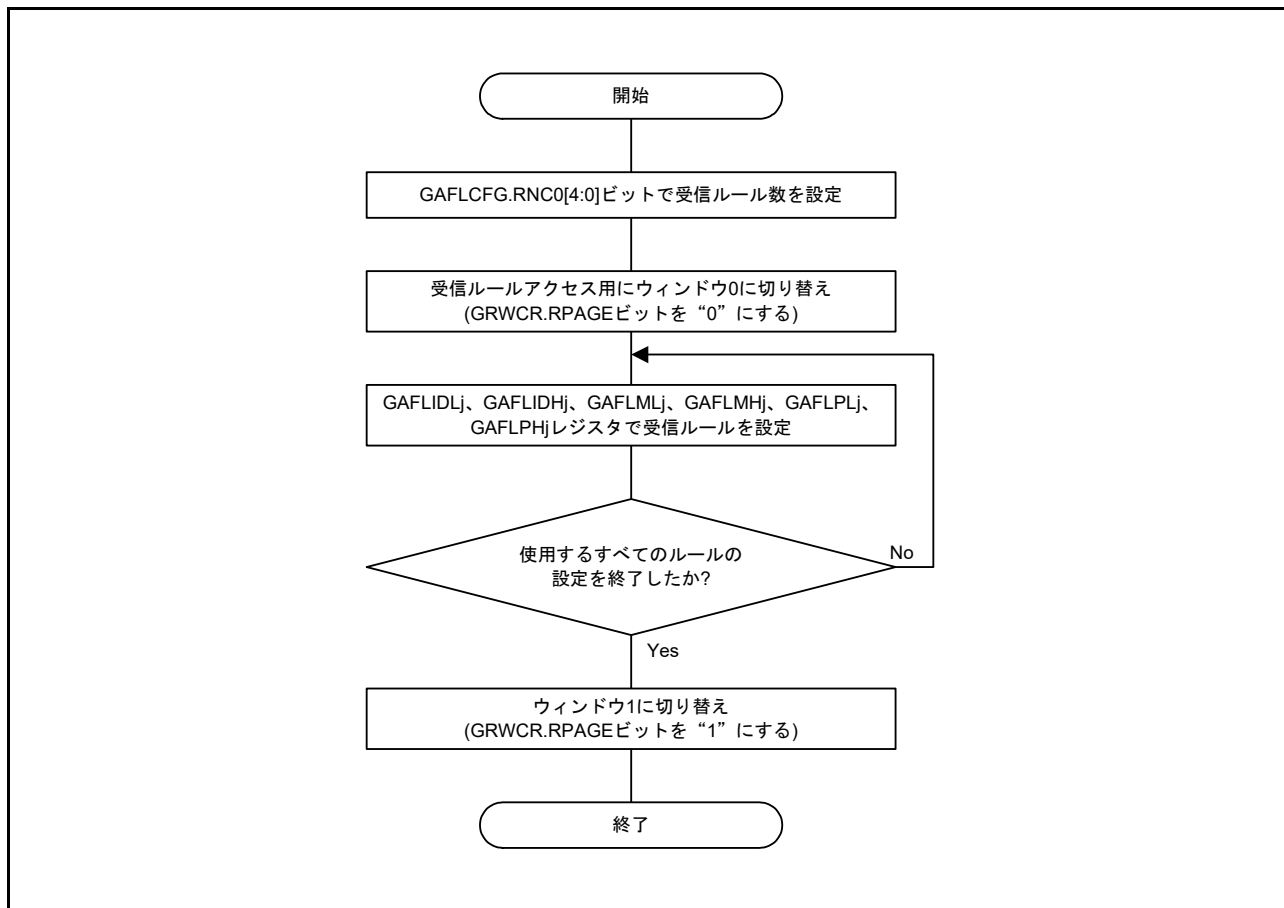 開始
GAFLCFG.RNC0[4:0]ビットで受信ルール数を設定
受信ルールアクセス用にウィンドウ0に切り替え
(GRWCR.RPAGEビットを“0”にする)
GAFLIDLj、GAFLIDHj、GAFLMLj、GAFLMHj、GAFLPLj、
GAFLPHjレジスタで受信ルールを設定
使用するすべてのルールの
設定を終了したか?
No
Yes
ウィンドウ1に切り替え
(GRWCR.RPAGEビットを“1”にする)
終了